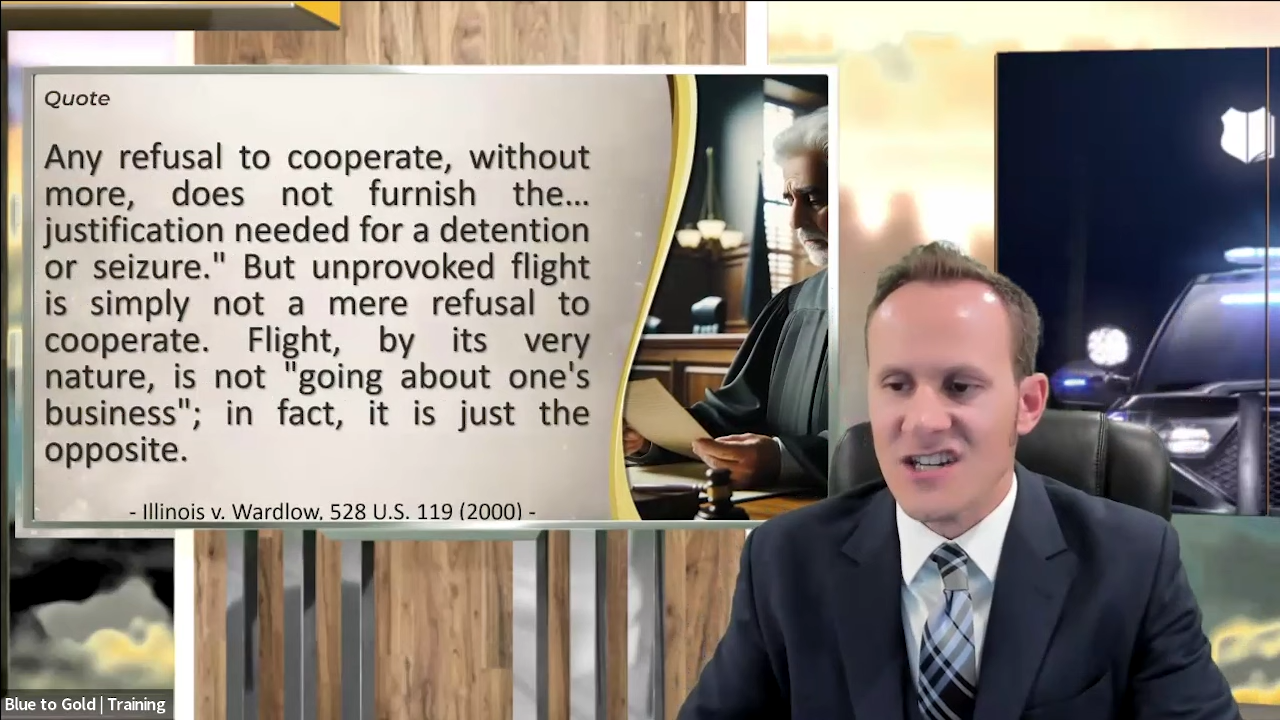 Quote
Any refusal to cooperate, without
more, does not furnish the...
justification needed for a detention
or seizure." But unprovoked flight
is simply not a mere refusal to
cooperate. Flight, by its very
nature, is not "going about one's
business"; in fact, it is just the
opposite.
- Illinois v. Wardlow, 528 U.S. 119 (2000) -
Blue to Gold | Training